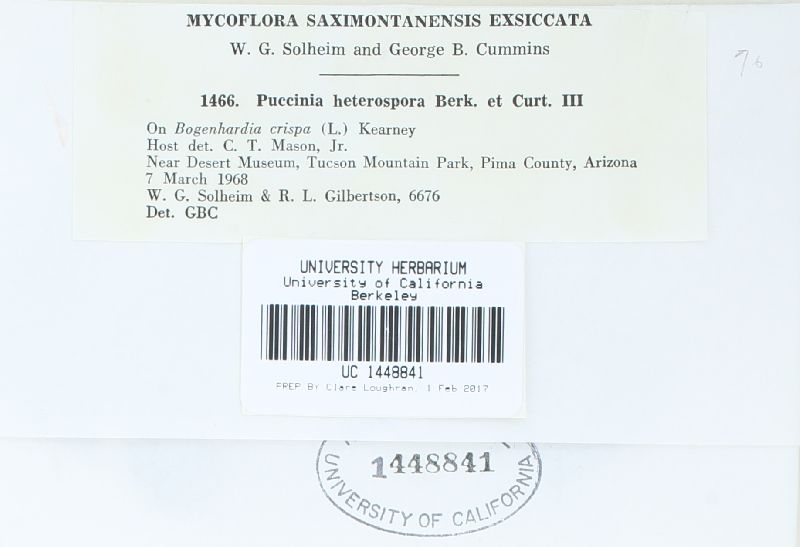 MYCOFLORA SAXIMONTANENSIS EXSICCATA
W. G. Solheim and George B. Cummins
76
1466. Puccinia heterospora Berk. et Curt. III
On Bogenhardia crispa (L.) Kearney
Host det. C. T. Mason, Jr.
Near Desert Museum, Tucson Mountain Park, Pima County, Arizona
7 March 1968
W. G. Solheim & R. L. Gilbertson, 6676
Det. GBC
UNIVERSITY HERBARIUM
University of California
Berkeley
UC 1448841
PREP BY Clare Loughran, 1 Feb 2017
1448841
UNIVERSITY OF CALIFORNIA